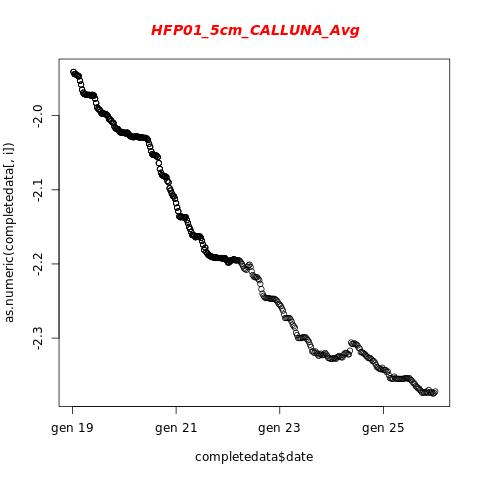 HFP01_5cm_CALLUNA_Avg
as.numeric(completedata[, i])
-2.0
-2.1
-2.2
-2.3
gen 19
gen 21
gen 23
gen 25
completedata$date